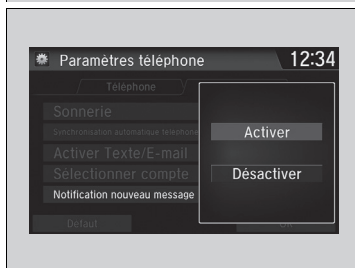 Paramètres téléphone
12:34
Téléphone
Sonnerie
Synchronisation automatique téléphone
Activer Texte/E-mail
Sélectionner compte
Notification nouveau message
Activer
Désactiver
Défaut